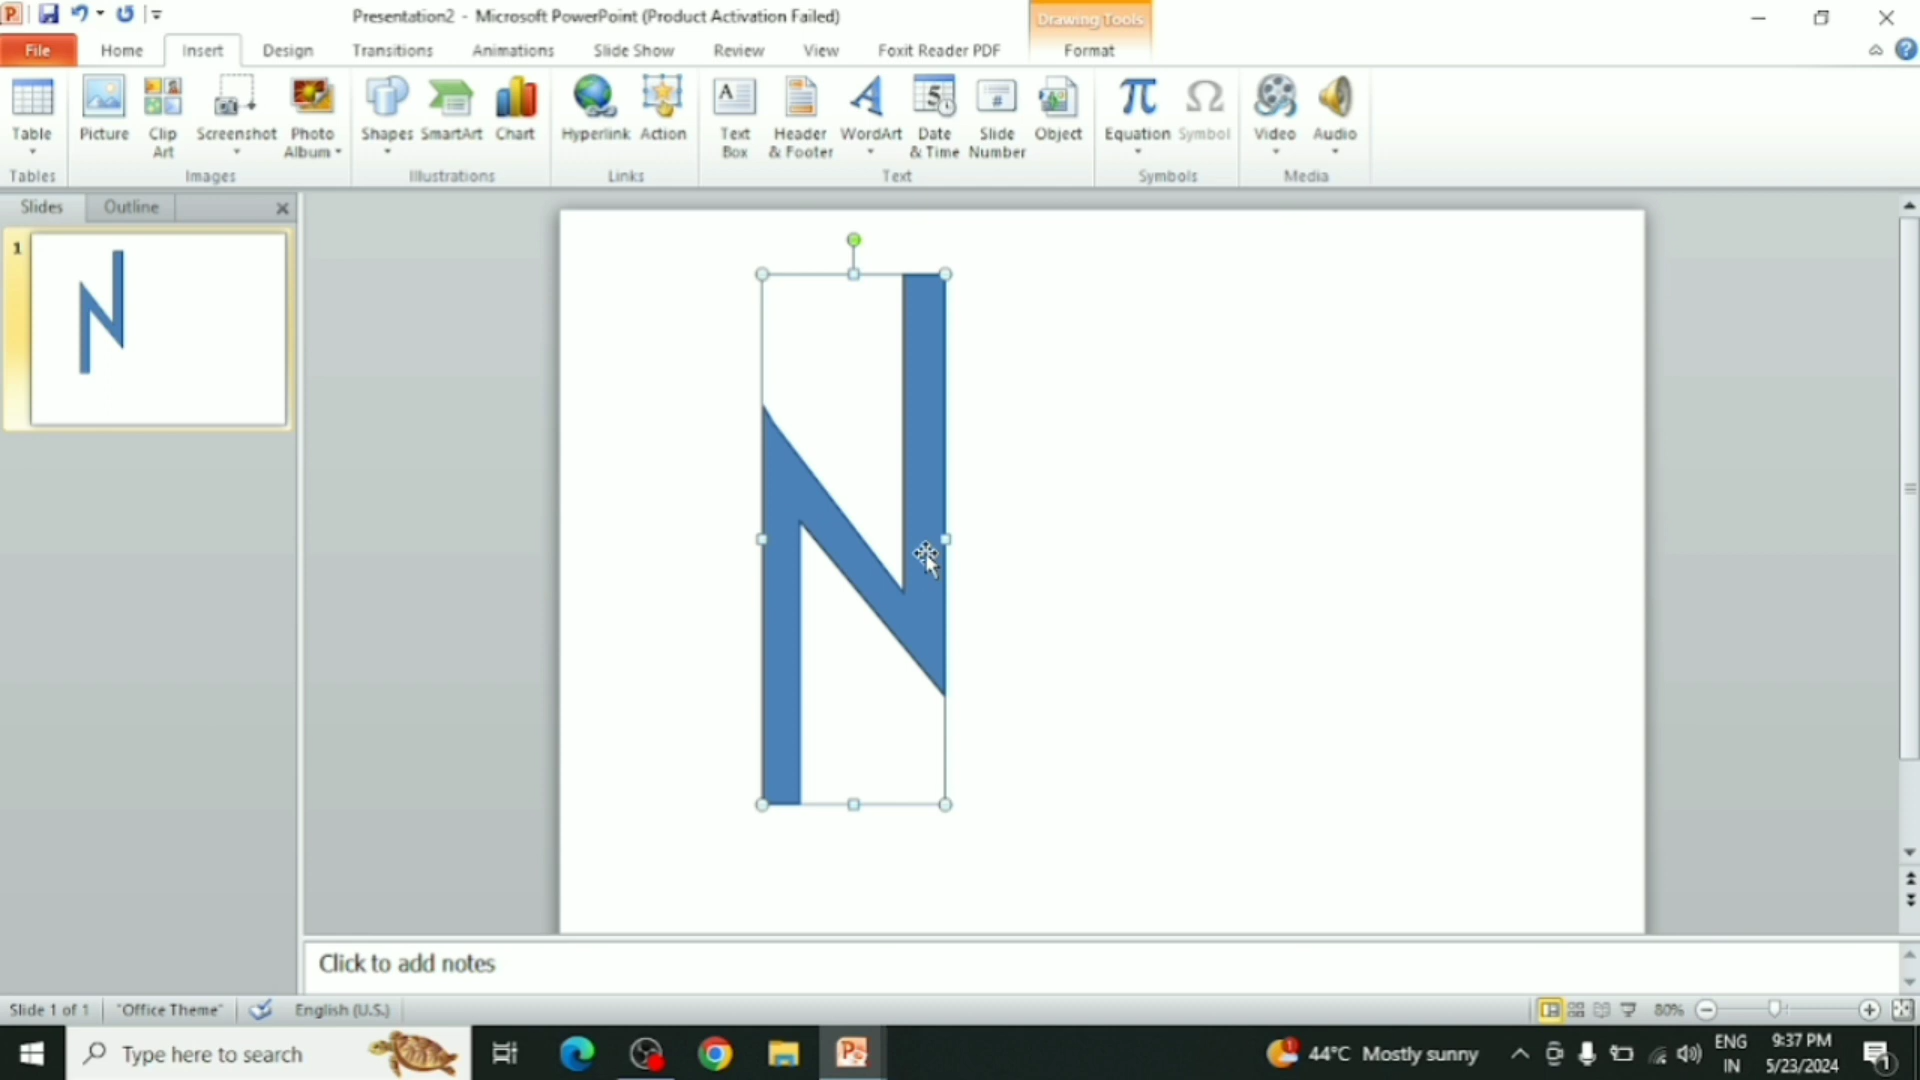 Presentation2 - Microsoft PowerPoint (Product Activation Failed)
Drawing Tools
File Home Insert Design Transitions Animations Slide Show Review View Foxit Reader PDF Format
Table Picture Clip Art Screenshot Photo Album Shapes SmartArt Chart Hyperlink Action Text Box Header & Footer WordArt Date & Time Slide Number Object Equation Symbol Video Audio
Tables Images Illustrations Links Text Symbols Media
Slides Outline
1
Click to add notes
Slide 1 of 1 "Office Theme" English (U.S.) 80%
Type here to search 44°C Mostly sunny ENG IN 9:37 PM 5/23/2024 1